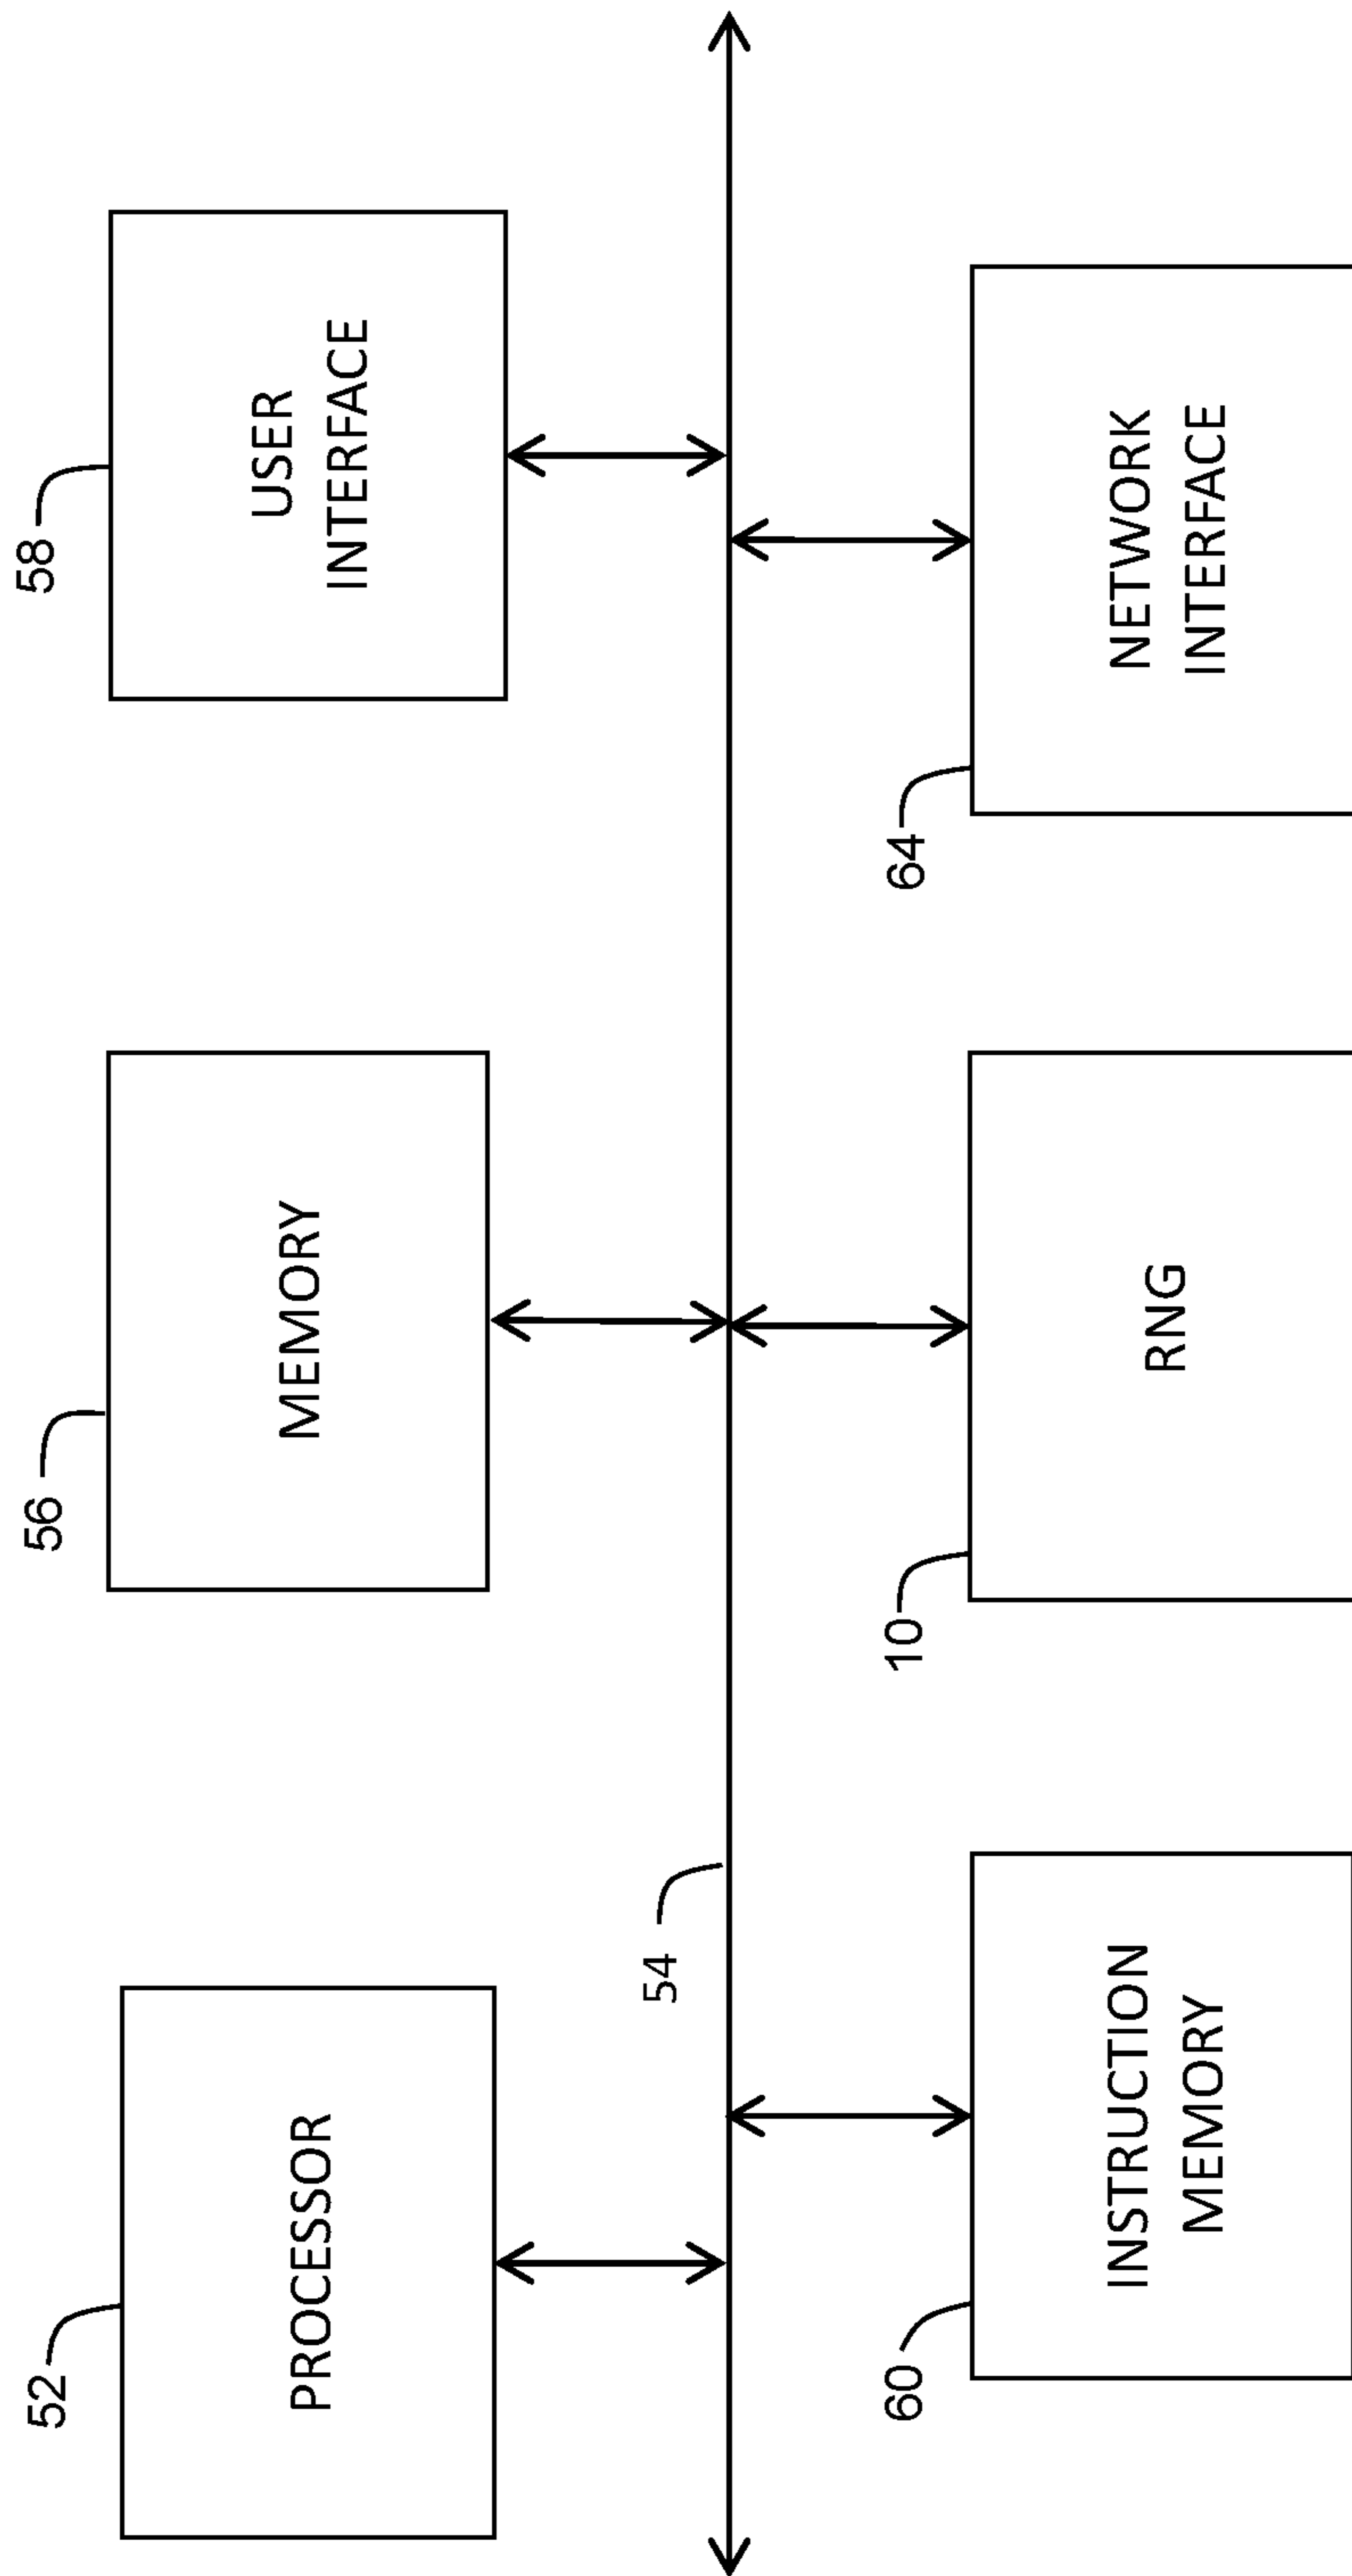 52
PROCESSOR
56
MEMORY
58
USER
INTERFACE
54
60
INSTRUCTION
MEMORY
10
RNG
64
NETWORK
INTERFACE